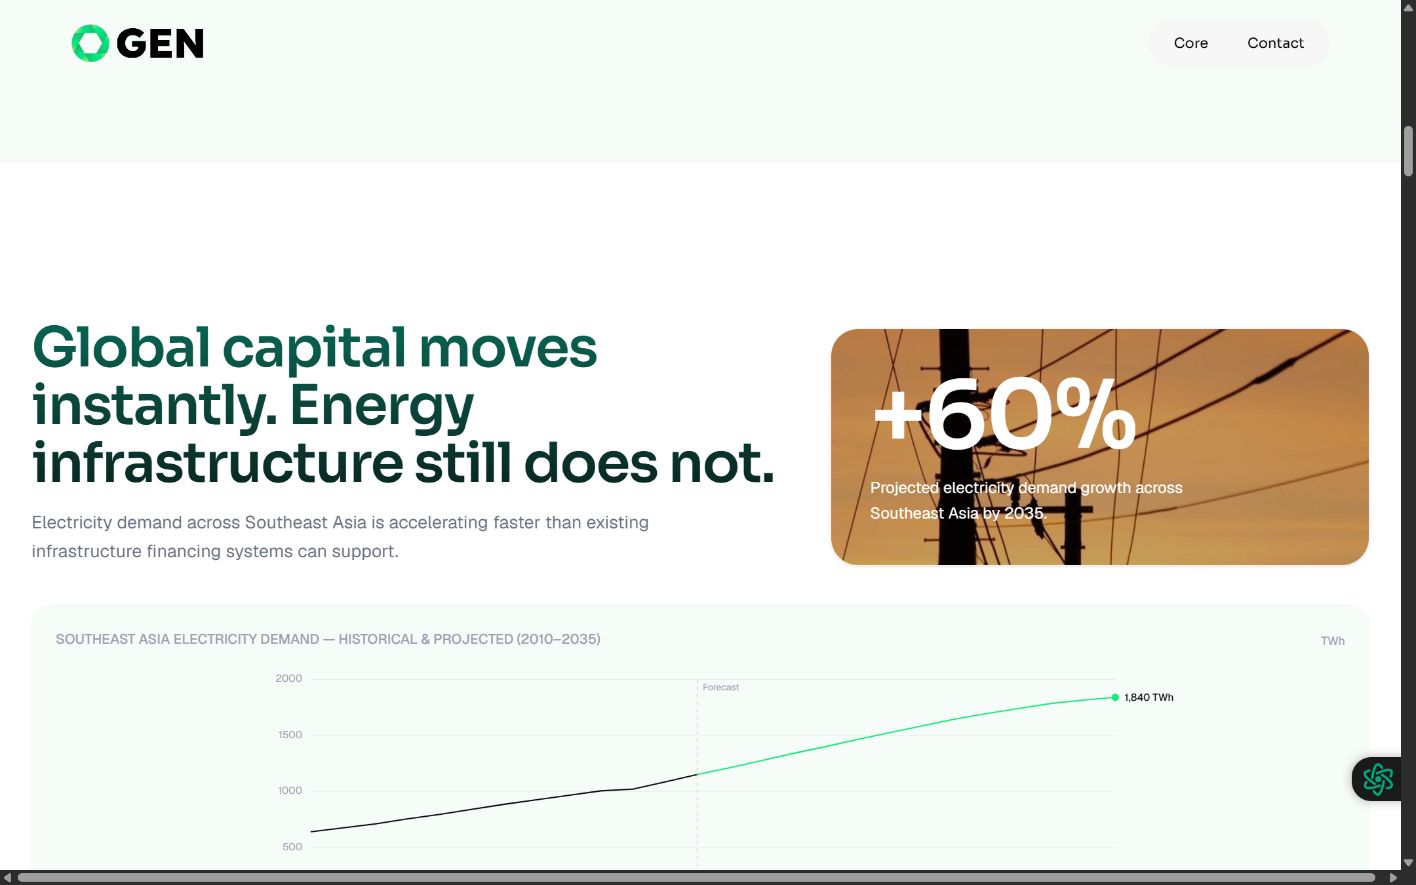 GEN
Core
Contact
Global capital moves
instantly. Energy
infrastructure still does not.
Electricity demand across Southeast Asia is accelerating faster than existing
infrastructure financing systems can support.
+60%
Projected electricity demand growth across
Southeast Asia by 2035.
SOUTHEAST ASIA ELECTRICITY DEMAND — HISTORICAL & PROJECTED (2010–2035)
TWh
2000
Forecast
1,840 TWh
1500
1000
500